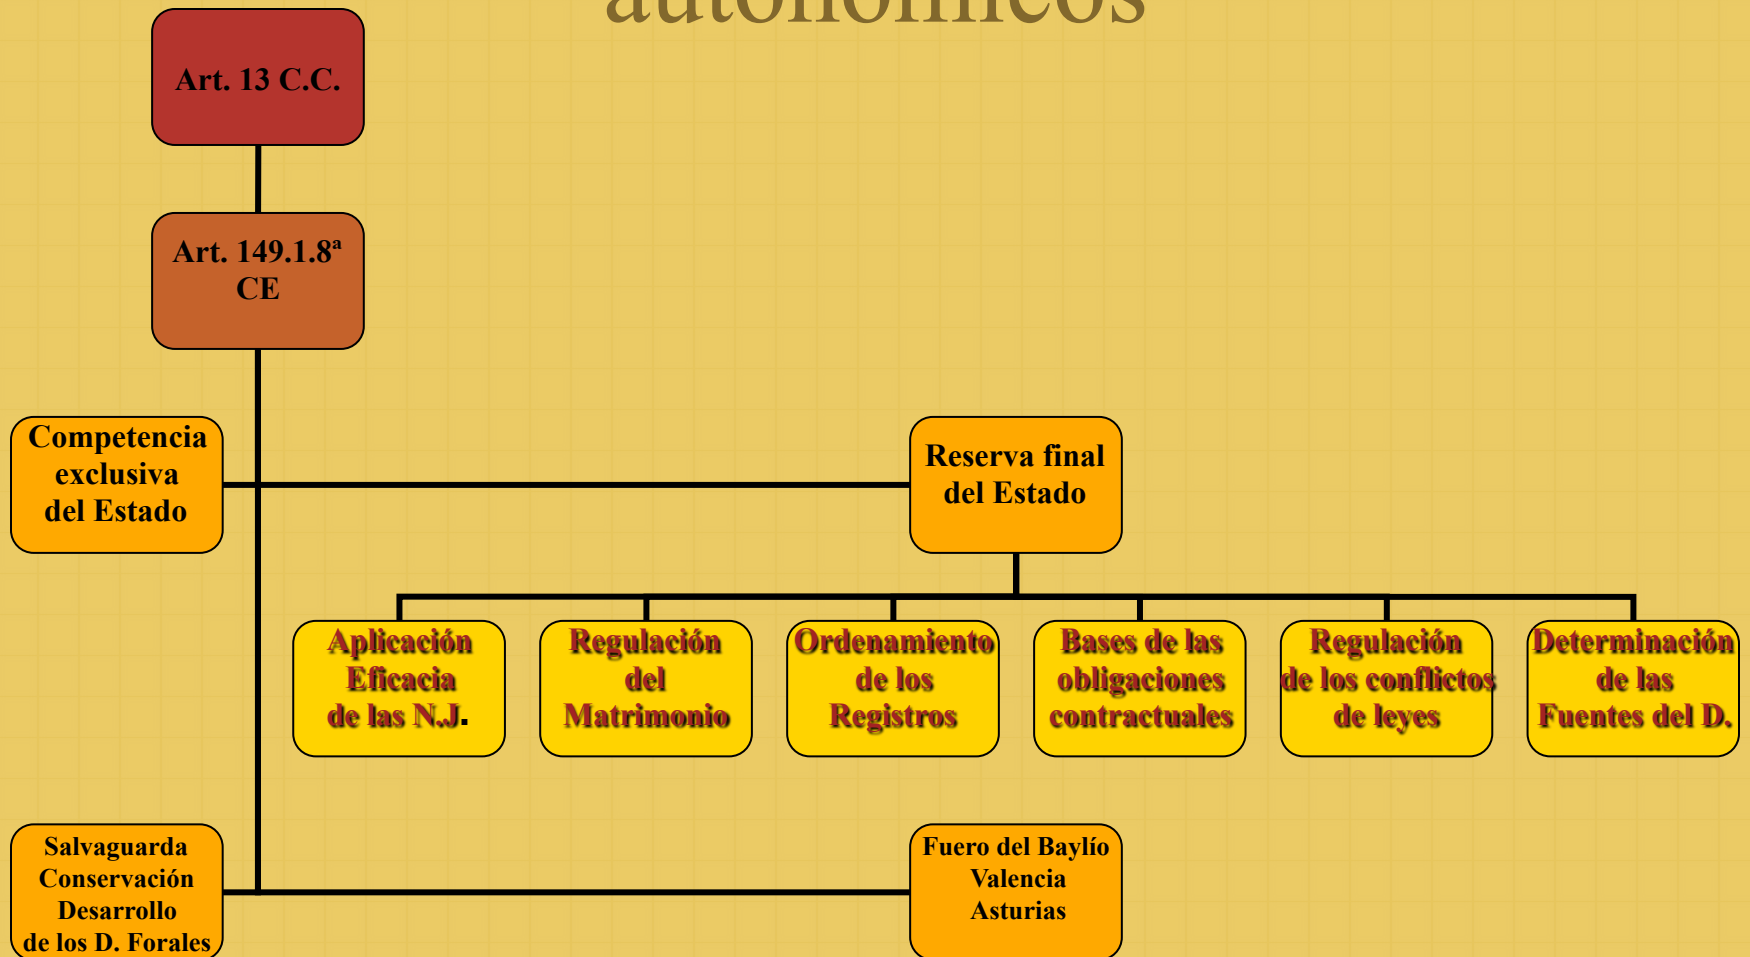 autonómicos
Art. 13 C.C.
Art. 149.1.8ª
CE
Competencia
exclusiva
del Estado
Reserva final
del Estado
Aplicación
Eficacia
de las N.J.
Regulación
del
Matrimonio
Ordenamiento
de los
Registros
Bases de las
obligaciones
contractuales
Regulación
de los conflictos
de leyes
Determinación
de las
Fuentes del D.
Salvaguarda
Conservación
Desarrollo
de los D. Forales
Fuero del Baylío
Valencia
Asturias